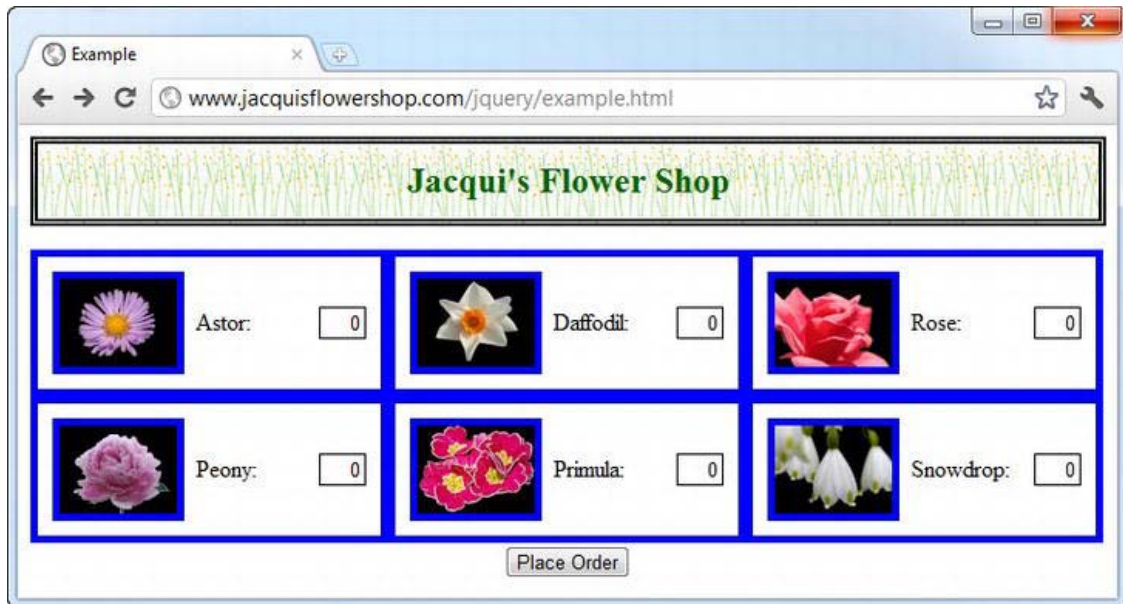 Example
www.jacquisflowershop.com/jquery/example.html
Jacqui's Flower Shop
Astor: 0 Daffodil: 0 Rose: 0
Peony: 0 Primula: 0 Snowdrop: 0
Place Order